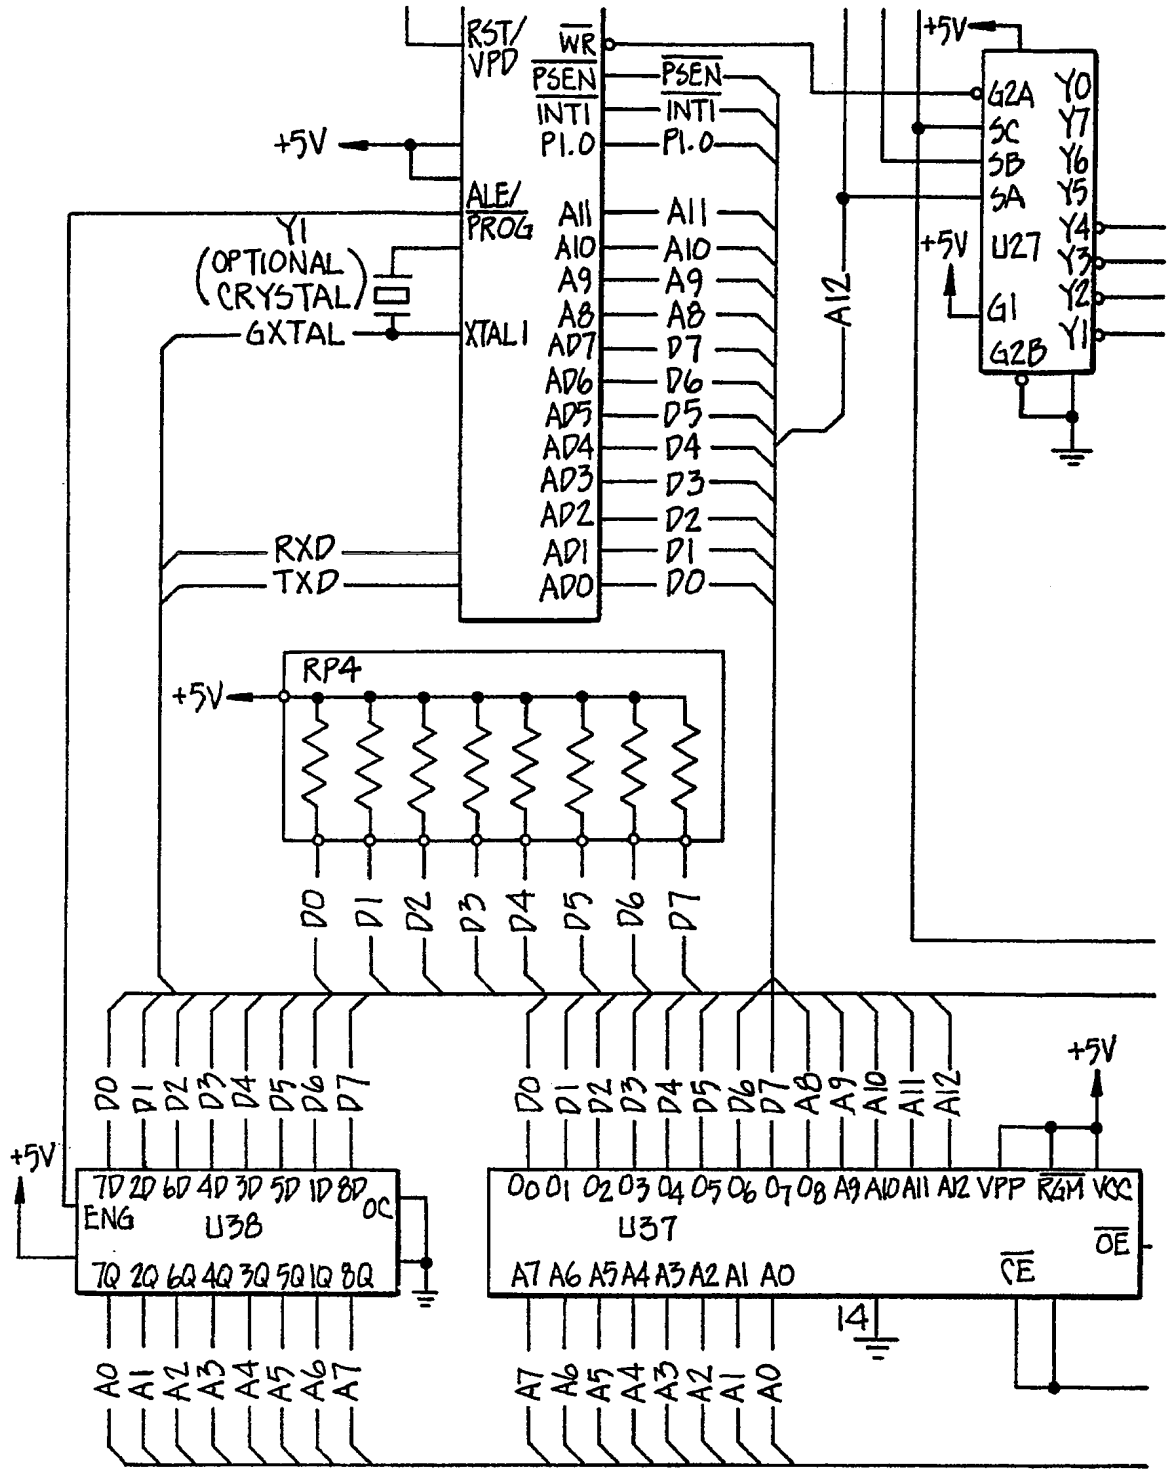 RST/
VPD
WR
PSEN
PSEN
INT1
INT1
P1.0
P1.0
+5V
ALE/
PROG
A11
A11
A10
A10
A9
A9
A8
A8
AD7
D7
AD6
D6
AD5
D5
AD4
D4
AD3
D3
AD2
D2
AD1
D1
AD0
D0
Y1
(OPTIONAL
CRYSTAL)
GXTAL
XTAL1
RXD
TXD
A12
+5V
G2A
Y0
SC
Y7
SB
Y6
SA
Y5
Y4
+5V
U27
Y3
Y2
G1
Y1
G2B
RP4
+5V
D0 D1 D2 D3 D4 D5 D6 D7
D0 D1 D2 D3 D4 D5 D6 D7
D0 D1 D2 D3 D4 D5 D6 D7 A8 A9 A10 A11 A12
+5V
+5V
7D 2D 6D 4D 3D 5D 1D 8D
ENG
OC
U38
7Q 2Q 6Q 4Q 3Q 5Q 1Q 8Q
O0 O1 O2 O3 O4 O5 O6 O7 O8 A9 A10 A11 A12 VPP RGM VCC
U37
OE
CE
A7 A6 A5 A4 A3 A2 A1 A0
14
A0 A1 A2 A3 A4 A5 A6 A7
A7 A6 A5 A4 A3 A2 A1 A0